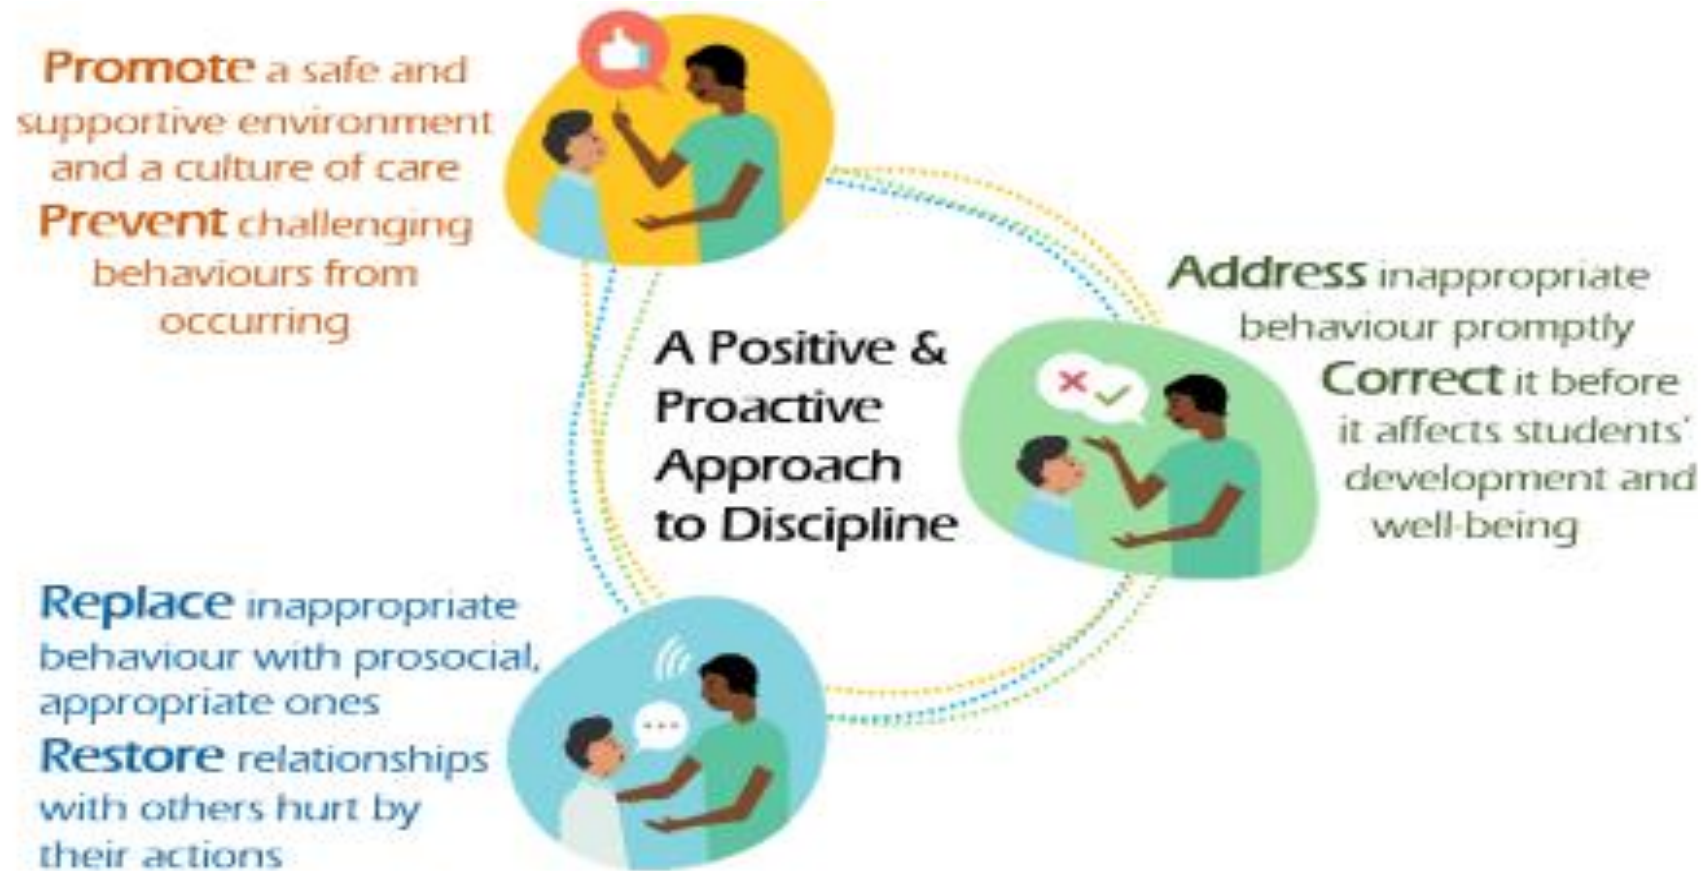 Promote a safe and
supportive environment
and a culture of care
Prevent challenging
behaviours from
occurring
A Positive &
Proactive
Approach
to Discipline
Address inappropriate
behaviour promptly
Correct it before
it affects students'
development and
well-being
Replace inappropriate
behaviour with prosocial,
appropriate ones
Restore relationships
with others hurt by
their actions